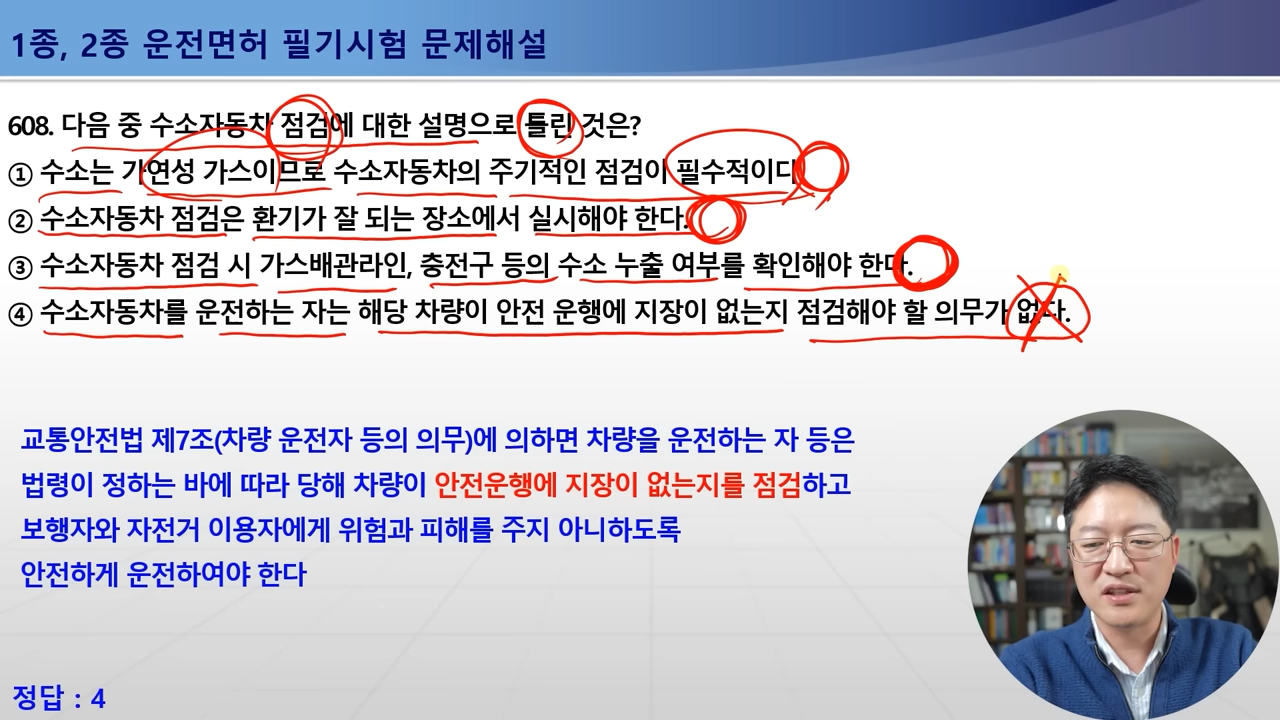 1종, 2종 운전면허 필기시험 문제해설
608. 다음 중 수소자동차 점검에 대한 설명으로 틀린 것은?
① 수소는 가연성 가스이므로 수소자동차의 주기적인 점검이 필수적이다.
② 수소자동차 점검은 환기가 잘 되는 장소에서 실시해야 한다.
③ 수소자동차 점검 시 가스배관라인, 충전구 등의 수소 누출 여부를 확인해야 한다.
④ 수소자동차를 운전하는 자는 해당 차량이 안전 운행에 지장이 없는지 점검해야 할 의무가 없다.
교통안전법 제7조(차량 운전자 등의 의무)에 의하면 차량을 운전하는 자 등은
법령이 정하는 바에 따라 당해 차량이 안전운행에 지장이 없는지를 점검하고
보행자와 자전거 이용자에게 위험과 피해를 주지 아니하도록
안전하게 운전하여야 한다
정답 : 4